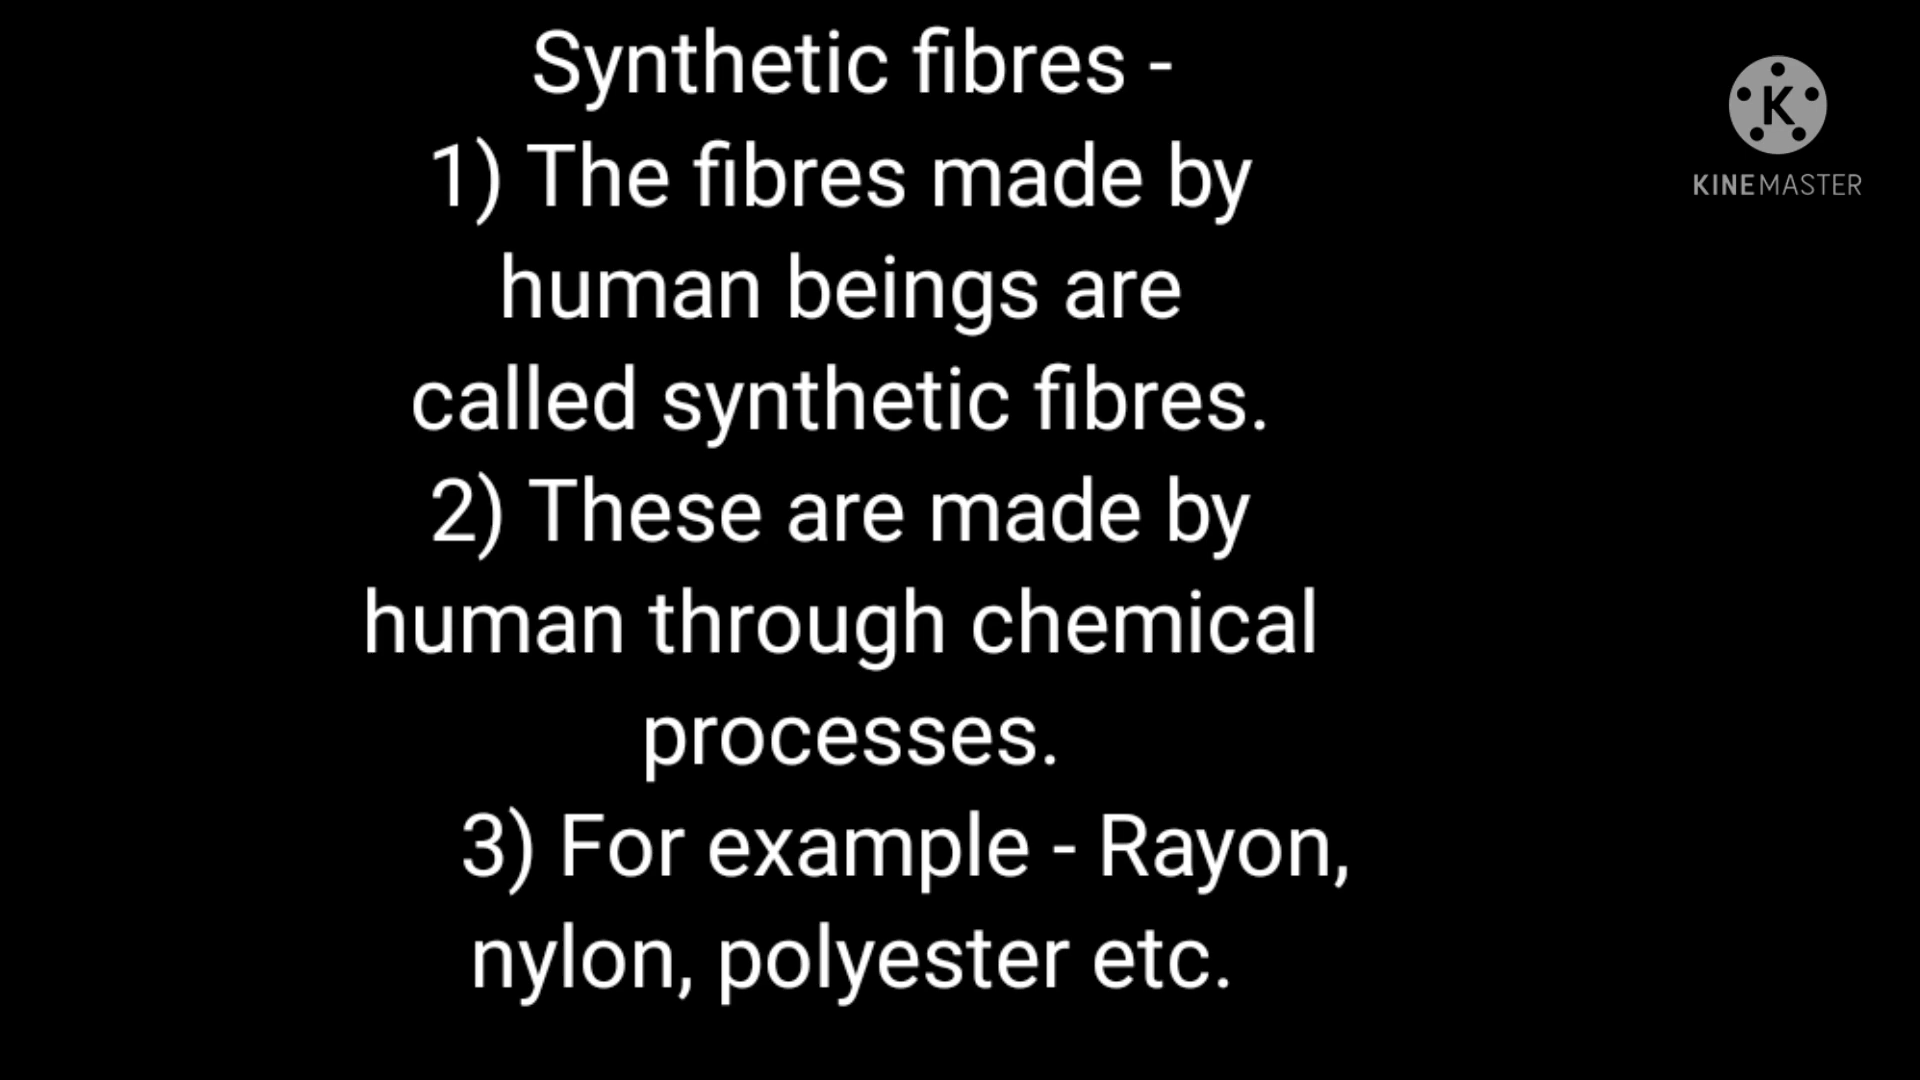 Synthetic fibres -
1) The fibres made by
human beings are
called synthetic fibres.
2) These are made by
human through chemical
processes.
3) For example - Rayon,
nylon, polyester etc.
K
KINEMASTER